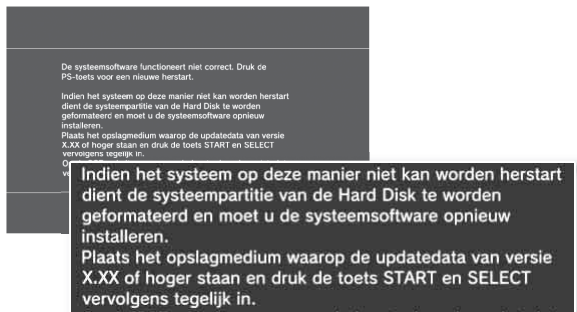 De systeemsoftware functioneert niet correct. Druk de
PS-toets voor een nieuwe herstart.
Indien het systeem op deze manier niet kan worden herstart
dient de systeempartitie van de Hard Disk te worden
geformateerd en moet u de systeemsoftware opnieuw
installeren.
Plaats het opslagmedium waarop de updatedata van versie
X.XX of hoger staan en druk de toets START en SELECT
vervolgens tegelijk in.
Indien het systeem op deze manier niet kan worden herstart
dient de systeempartitie van de Hard Disk te worden
geformateerd en moet u de systeemsoftware opnieuw
installeren.
Plaats het opslagmedium waarop de updatedata van versie
X.XX of hoger staan en druk de toets START en SELECT
vervolgens tegelijk in.